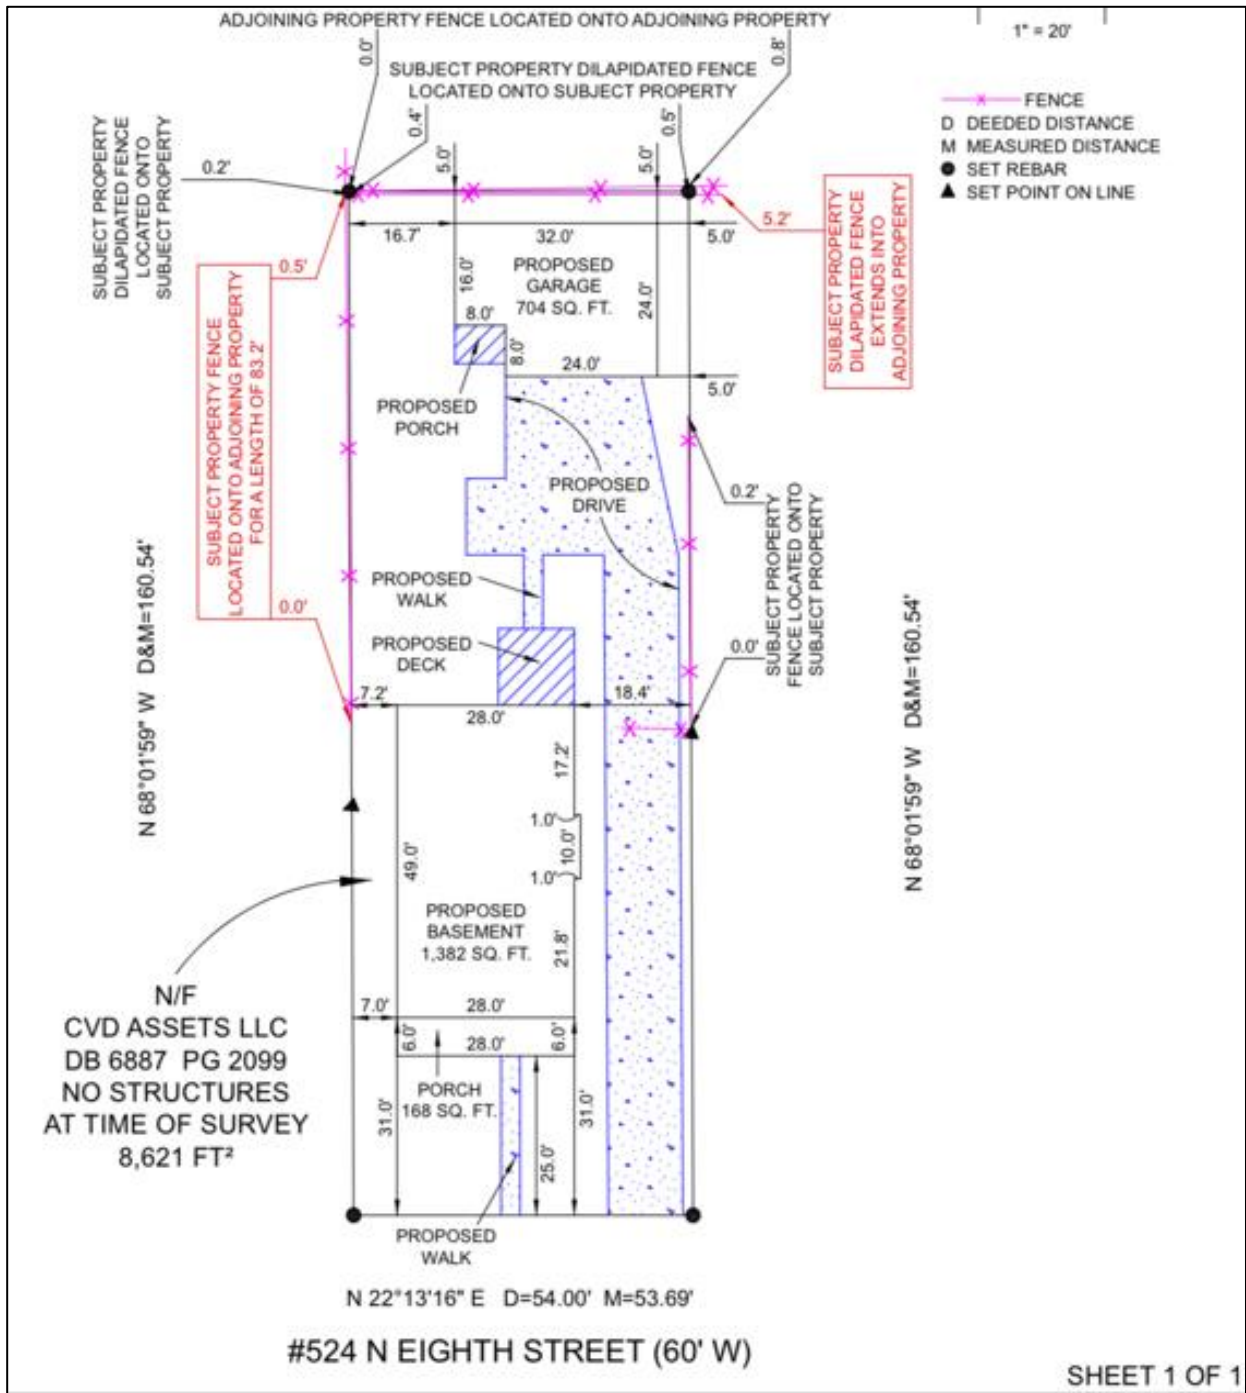 ADJOINING PROPERTY FENCE LOCATED ONTO ADJOINING PROPERTY
1" = 20'
0.0'
0.8'
SUBJECT PROPERTY DILAPIDATED FENCE
LOCATED ONTO SUBJECT PROPERTY
0.4'
0.5'
FENCE
D DEEDED DISTANCE
M MEASURED DISTANCE
SET REBAR
SET POINT ON LINE
SUBJECT PROPERTY
DILAPIDATED FENCE
LOCATED ONTO
SUBJECT PROPERTY
0.2'
5.0'
5.0'
5.2'
SUBJECT PROPERTY
DILAPIDATED FENCE
EXTENDS INTO
ADJOINING PROPERTY
16.7'
32.0'
5.0'
0.5'
SUBJECT PROPERTY FENCE
LOCATED ONTO ADJOINING PROPERTY
FOR A LENGTH OF 83.2'
0.0'
16.0'
PROPOSED
GARAGE
704 SQ. FT.
24.0'
8.0'
8.0'
24.0'
5.0'
PROPOSED
PORCH
PROPOSED
DRIVE
0.2'
SUBJECT PROPERTY
FENCE LOCATED ONTO
SUBJECT PROPERTY
0.0'
N 68°01'59" W D&M=160.54'
N 68°01'59" W D&M=160.54'
PROPOSED
WALK
PROPOSED
DECK
7.2'
28.0'
18.4'
17.2'
1.0'
10.0'
1.0'
49.0'
PROPOSED
BASEMENT
1,382 SQ. FT.
21.8'
N/F
CVD ASSETS LLC
DB 6887 PG 2099
NO STRUCTURES
AT TIME OF SURVEY
8,621 FT²
7.0'
28.0'
6.0'
28.0'
6.0'
PORCH
168 SQ. FT.
31.0'
25.0'
31.0'
PROPOSED
WALK
N 22°13'16" E D=54.00' M=53.69'
#524 N EIGHTH STREET (60' W)
SHEET 1 OF 1